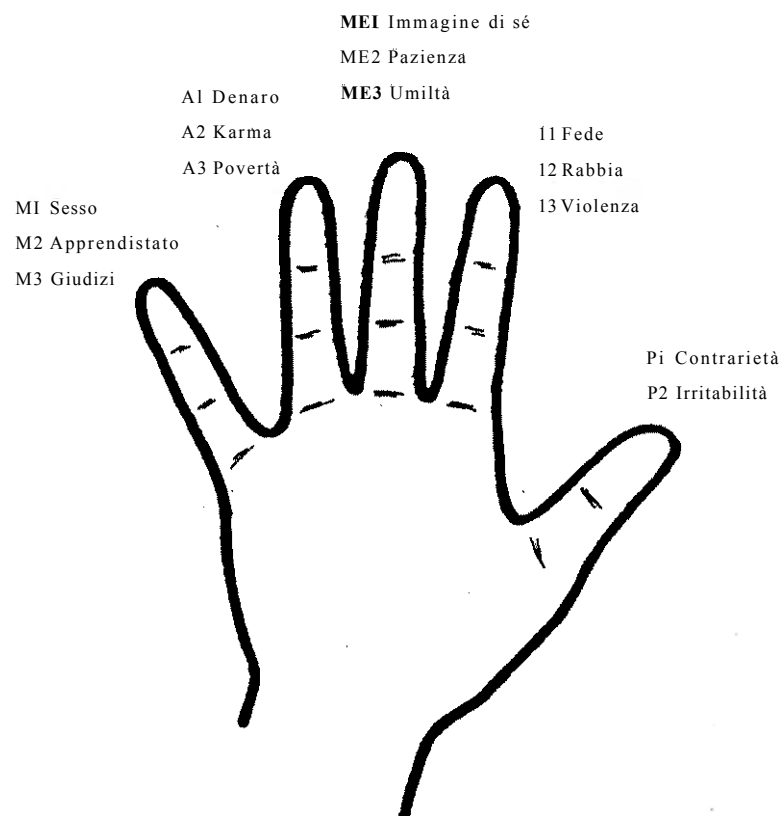 MEI Immagine di sé
ME2 Pazienza
ME3 Umiltà
A1 Denaro
A2 Karma
A3 Povertà
11 Fede
12 Rabbia
13 Violenza
MI Sesso
M2 Apprendistato
M3 Giudizi
Pi Contrarietà
P2 Irritabilità